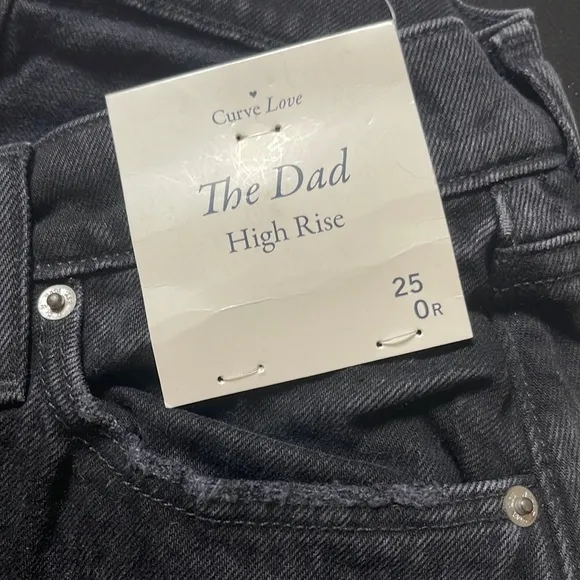 Curve Love
The Dad
High Rise
25
0R